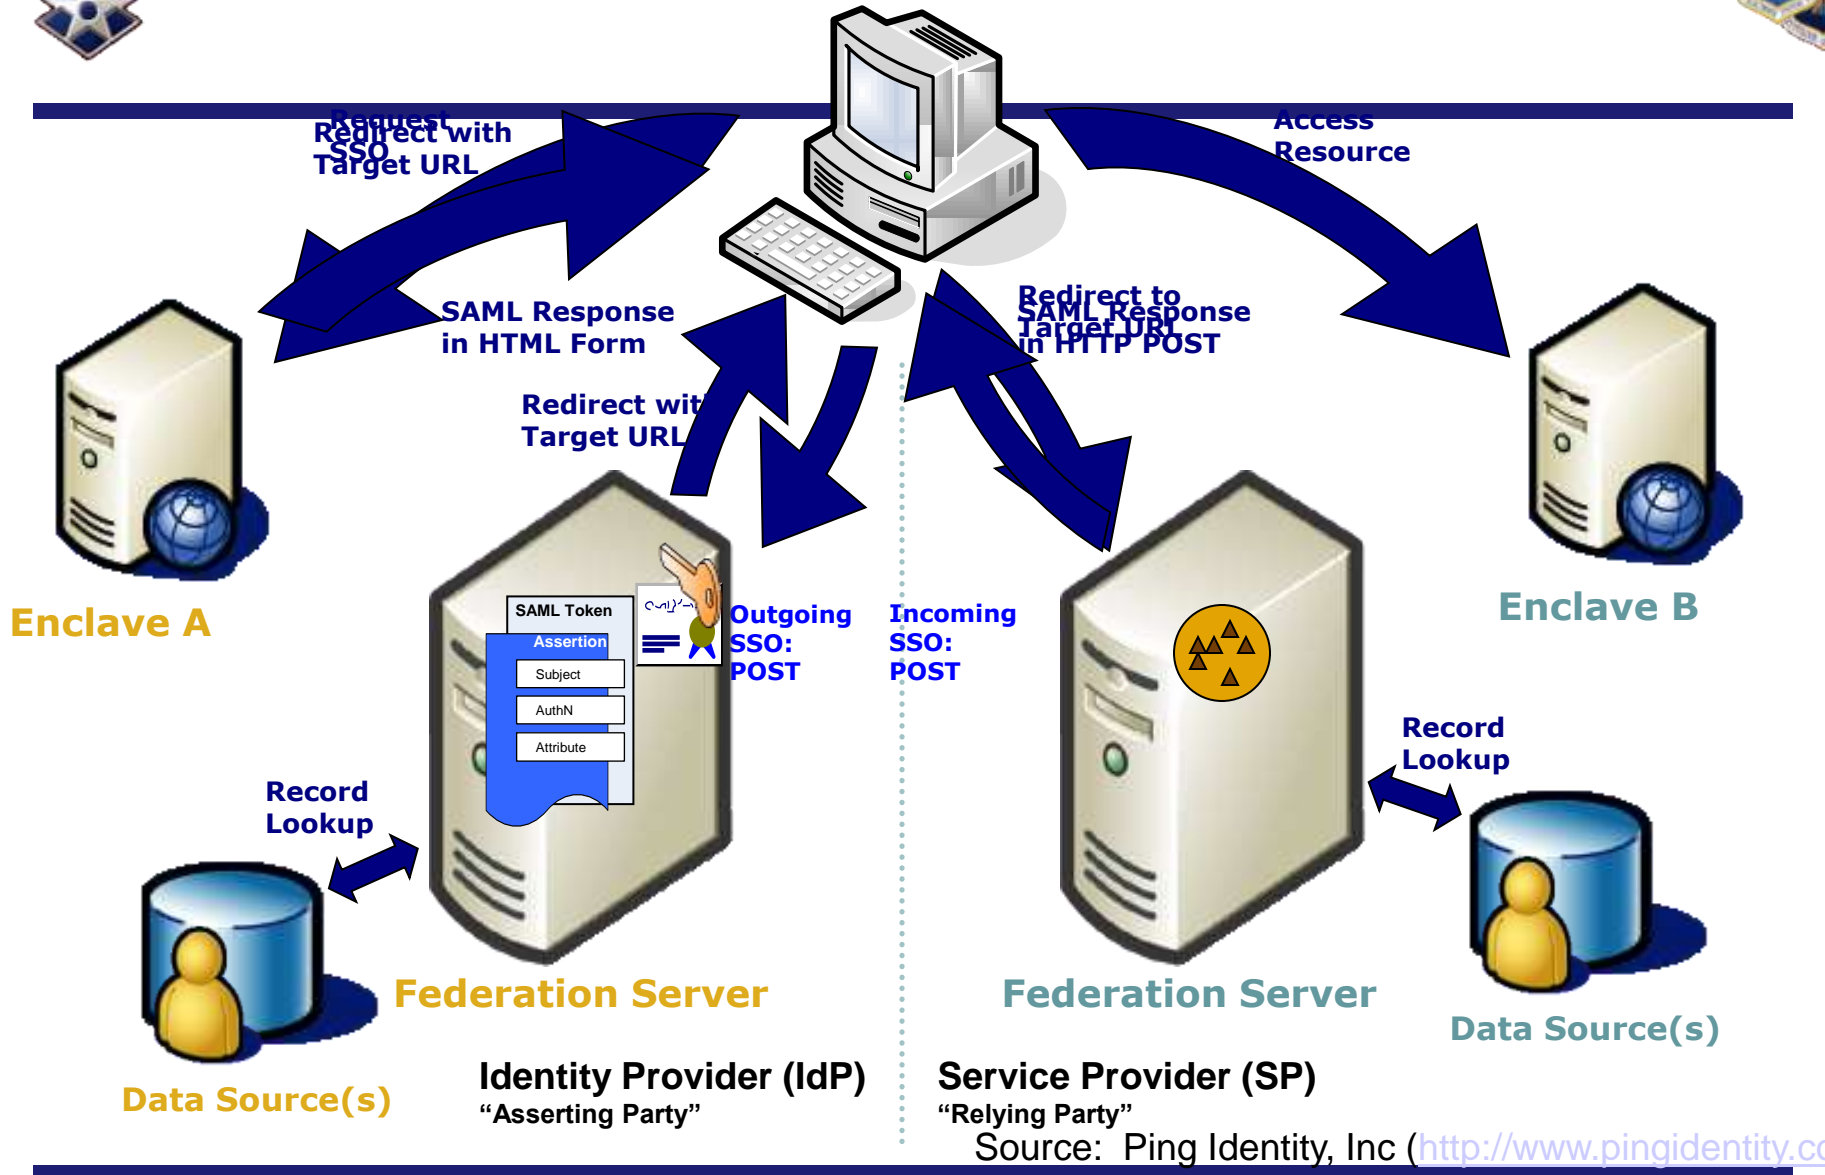 Request
SSO
Redirect with
Target URL
Access
Resource
SAML Response
in HTML Form
Redirect to
Target URL
SAML Response
in HTTP POST
Redirect wit
Target URL
SAML Token
Assertion
Subject
AuthN
Attribute
Outgoing
SSO:
POST
Incoming
SSO:
POST
Enclave A
Enclave B
Record
Lookup
Record
Lookup
Federation Server
Federation Server
Data Source(s)
Data Source(s)
Identity Provider (IdP)
“Asserting Party”
Service Provider (SP)
“Relying Party”
Source:  Ping Identity, Inc (http://www.pingidentity.co